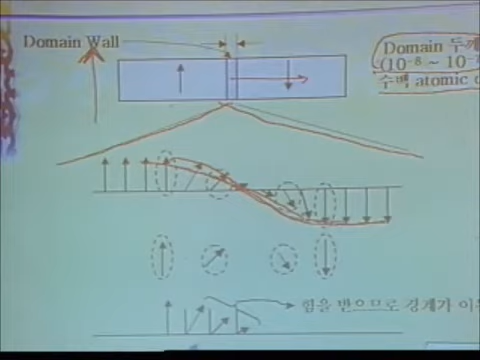 Domain Wall
Domain 두께
(10⁻⁸ ~ 10
수백 atomic
힘을 받으므로 경계가 이